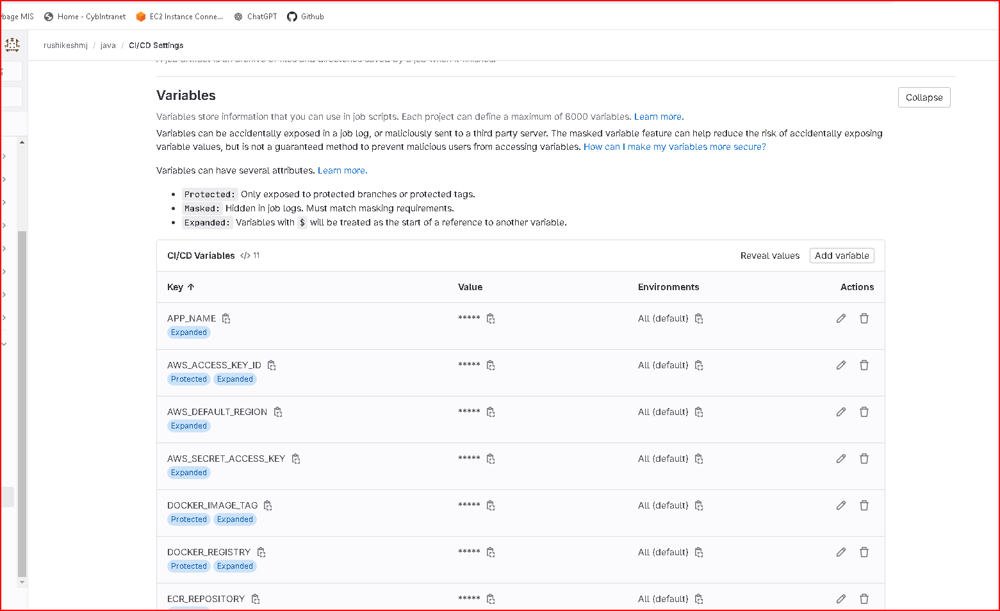 Home - CybIntranet
EC2 Instance Conne...
ChatGPT
Github
rushikeshmj / java / CI/CD Settings
Variables
Collapse
Variables store information that you can use in job scripts. Each project can define a maximum of 8000 variables. Learn more.
Variables can be accidentally exposed in a job log, or maliciously sent to a third party server. The masked variable feature can help reduce the risk of accidentally exposing
variable values, but is not a guaranteed method to prevent malicious users from accessing variables. How can I make my variables more secure?
Variables can have several attributes. Learn more.
Protected: Only exposed to protected branches or protected tags.
Masked: Hidden in job logs. Must match masking requirements.
Expanded: Variables with $ will be treated as the start of a reference to another variable.
CI/CD Variables </> 11
Reveal values
Add variable
Key ↑
Value
Environments
Actions
APP_NAME
*****
All (default)
Expanded
AWS_ACCESS_KEY_ID
*****
All (default)
Protected Expanded
AWS_DEFAULT_REGION
*****
All (default)
Expanded
AWS_SECRET_ACCESS_KEY
*****
All (default)
Expanded
DOCKER_IMAGE_TAG
*****
All (default)
Protected Expanded
DOCKER_REGISTRY
*****
All (default)
Protected Expanded
ECR_REPOSITORY
*****
All (default)